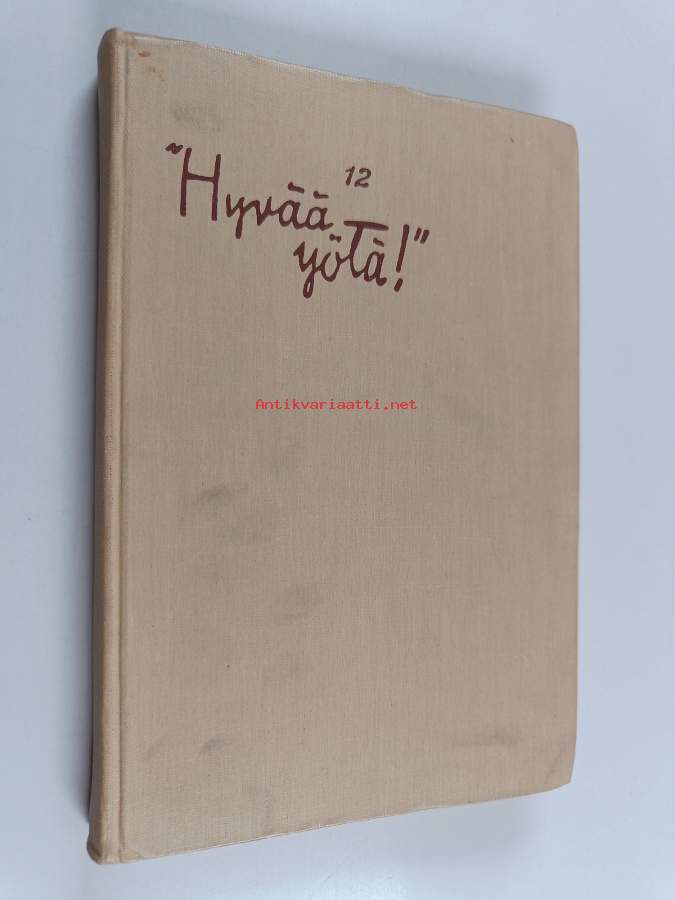 "Hyvää 12
yötä!"
Antikvariaatti.net